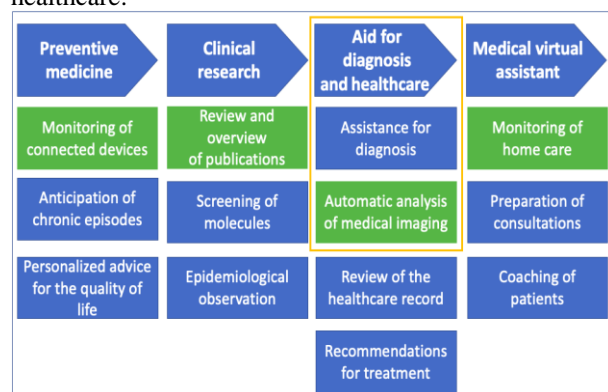 healthcare.
Preventive
medicine
Clinical
research
Aid for
diagnosis
and healthcare
Medical virtual
assistant
Monitoring of
connected devices
Review and
overview
of publications
Assistance for
diagnosis
Monitoring of
home care
Anticipation of
chronic episodes
Screening of
molecules
Automatic analysis
of medical imaging
Preparation of
consultations
Personalized advice
for the quality of
life
Epidemiological
observation
Review of the
healthcare record
Coaching of
patients
Recommendations
for treatment